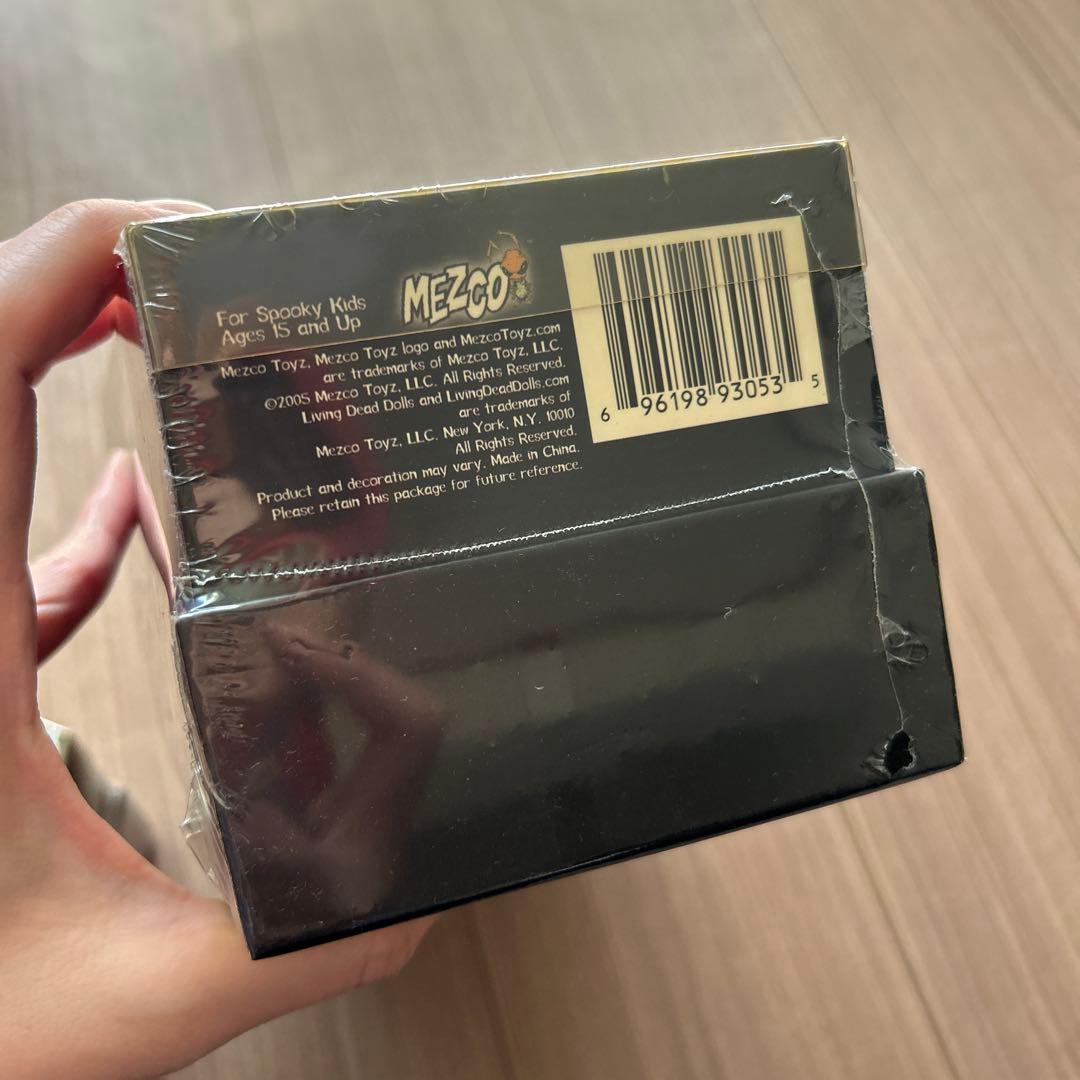 For Spooky Kids
Ages 15 and Up
MEZCO
Mezco Toyz, Mezco Toyz logo and MezcoToyz.com
are trademarks of Mezco Toyz, LLC.
©2005 Mezco Toyz, LLC. All Rights Reserved.
Living Dead Dolls and LivingDeadDolls.com
are trademarks of
Mezco Toyz, LLC. New York, N.Y. 10010
All Rights Reserved.
Product and decoration may vary. Made in China.
Please retain this package for future reference.
6 96198 93053 5